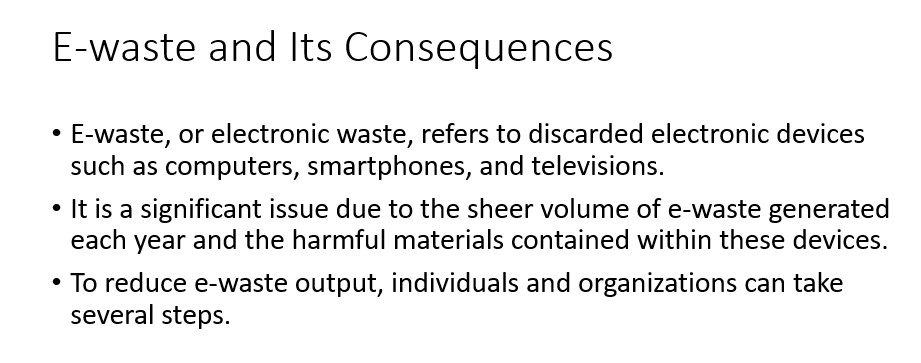 E-waste and Its Consequences
• E-waste, or electronic waste, refers to discarded electronic devices
such as computers, smartphones, and televisions.
• It is a significant issue due to the sheer volume of e-waste generated
each year and the harmful materials contained within these devices.
• To reduce e-waste output, individuals and organizations can take
several steps.